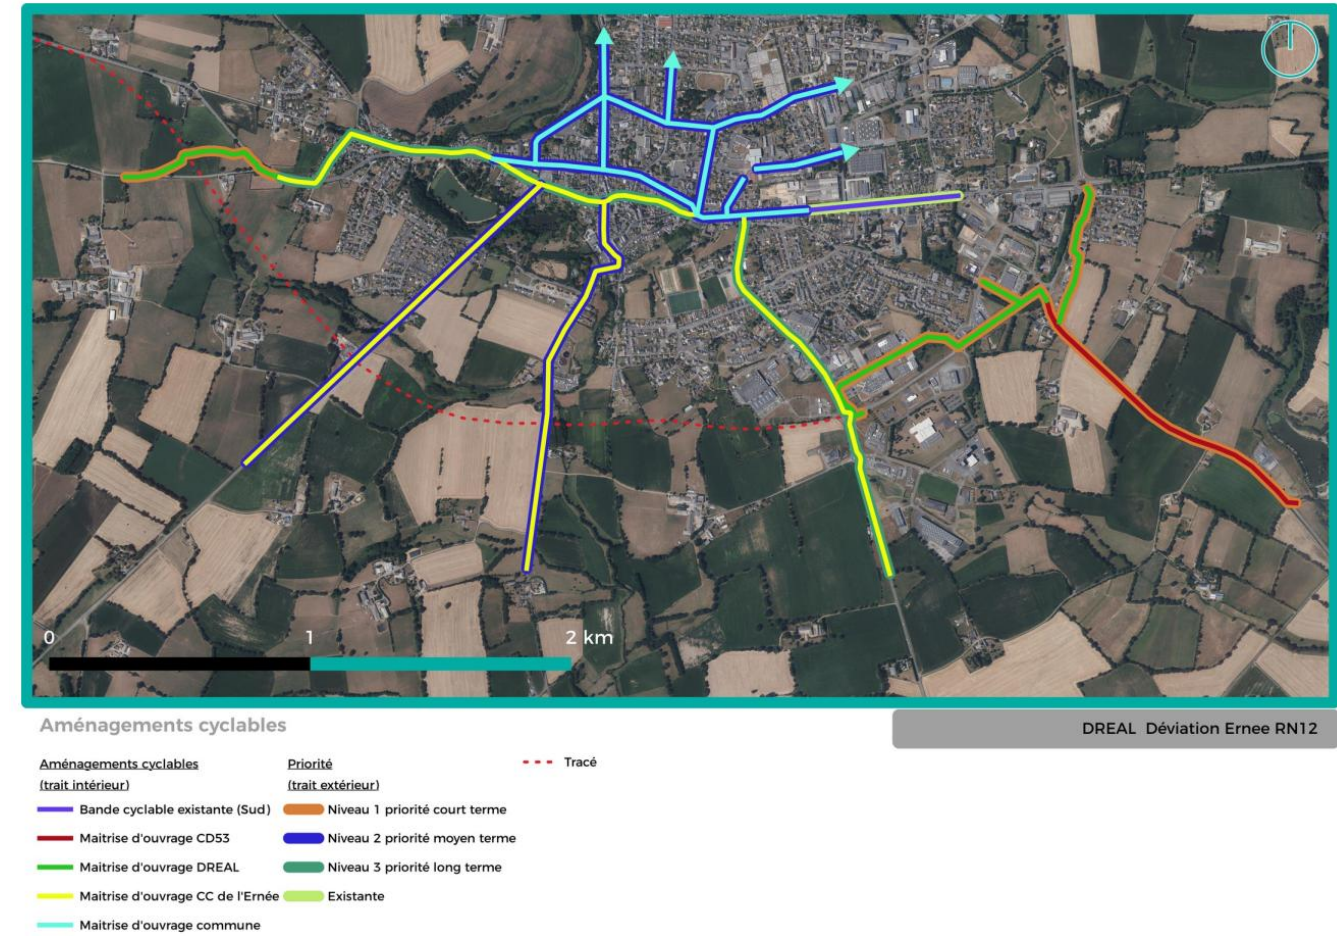 0 1 2 km
Aménagements cyclables
DREAL Déviation Ernee RN12
Aménagements cyclables
(trait intérieur)
Bande cyclable existante (Sud)
Maitrise d'ouvrage CD53
Maitrise d'ouvrage DREAL
Maitrise d'ouvrage CC de l'Ernée
Maitrise d'ouvrage commune
Priorité
(trait extérieur)
Niveau 1 priorité court terme
Niveau 2 priorité moyen terme
Niveau 3 priorité long terme
Existante
Tracé